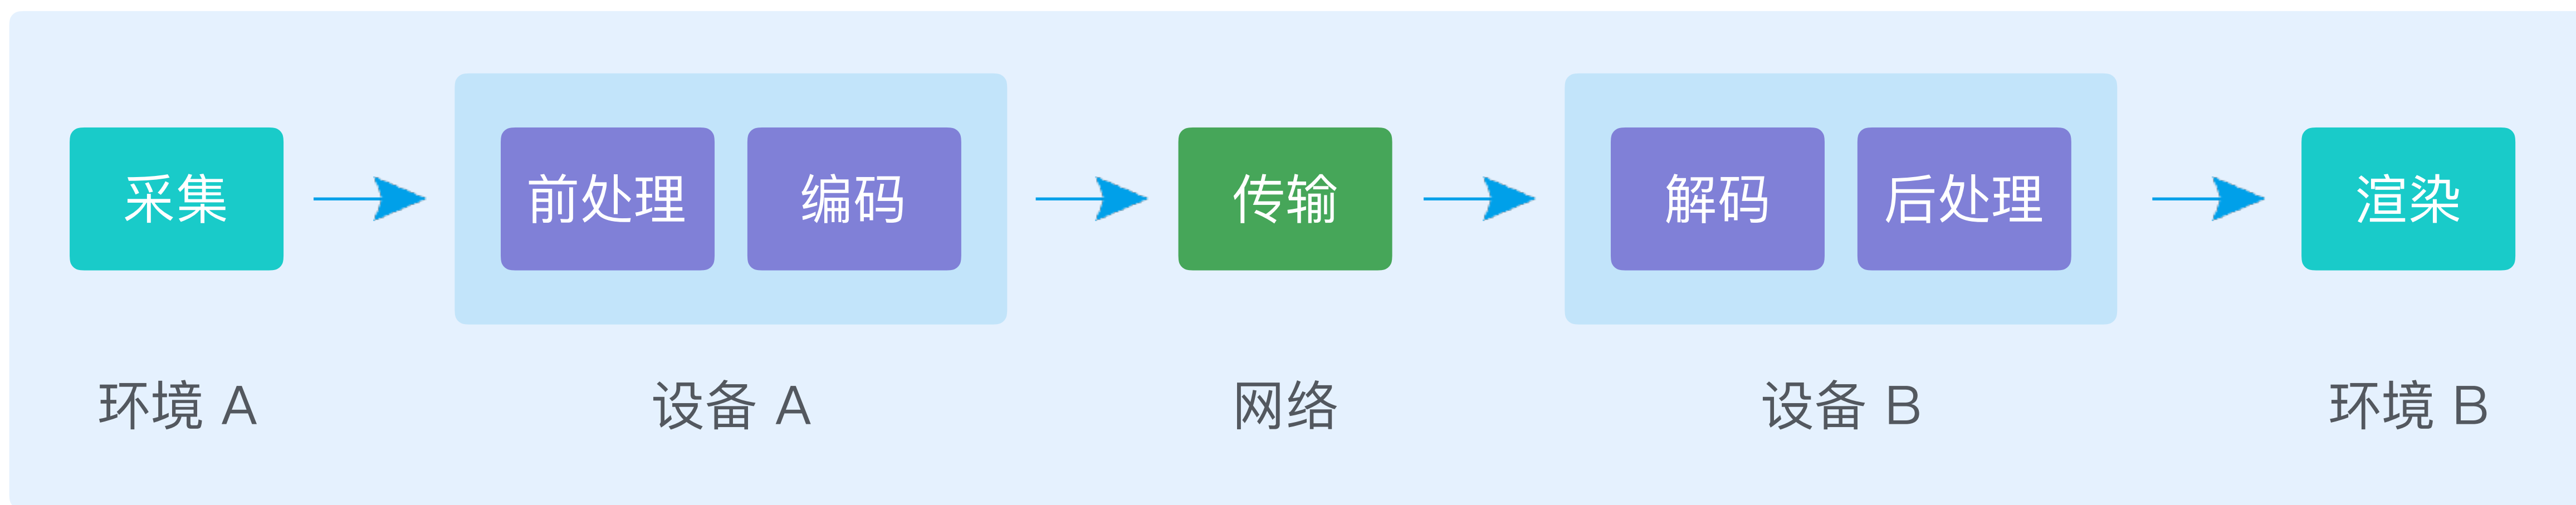 采集
前处理
编码
传输
解码
后处理
渲染
环境 A
设备 A
网络
设备 B
环境 B